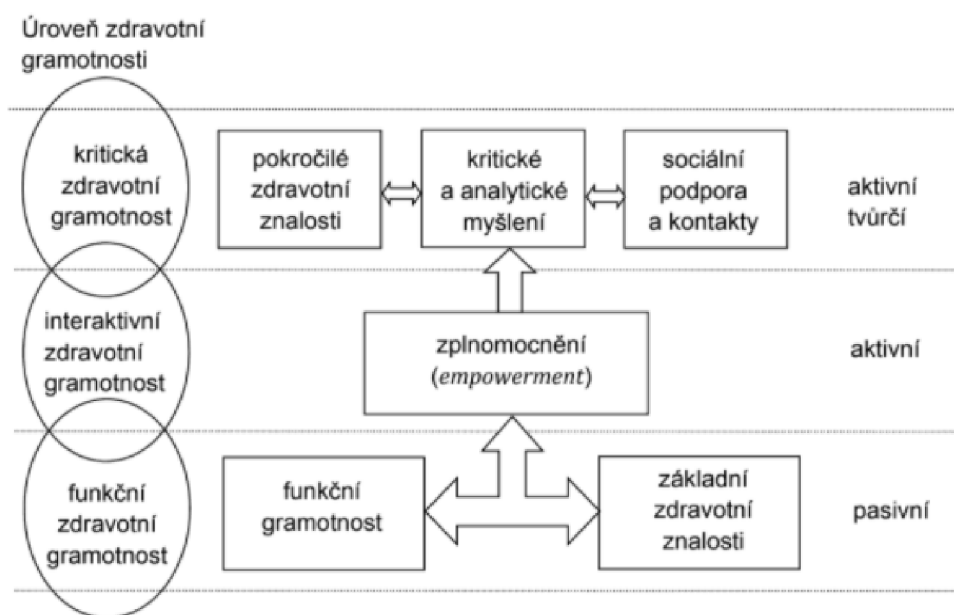 Úroveň zdravotní
gramotnosti
kritická
zdravotní
gramotnost
pokročilé
zdravotní
znalosti
kritické
a analytické
myšlení
sociální
podpora
a kontakty
aktivní
tvůrčí
interaktivní
zdravotní
gramotnost
zplnomocnění
(empowerment)
aktivní
funkční
zdravotní
gramotnost
funkční
gramotnost
základní
zdravotní
znalosti
pasivní